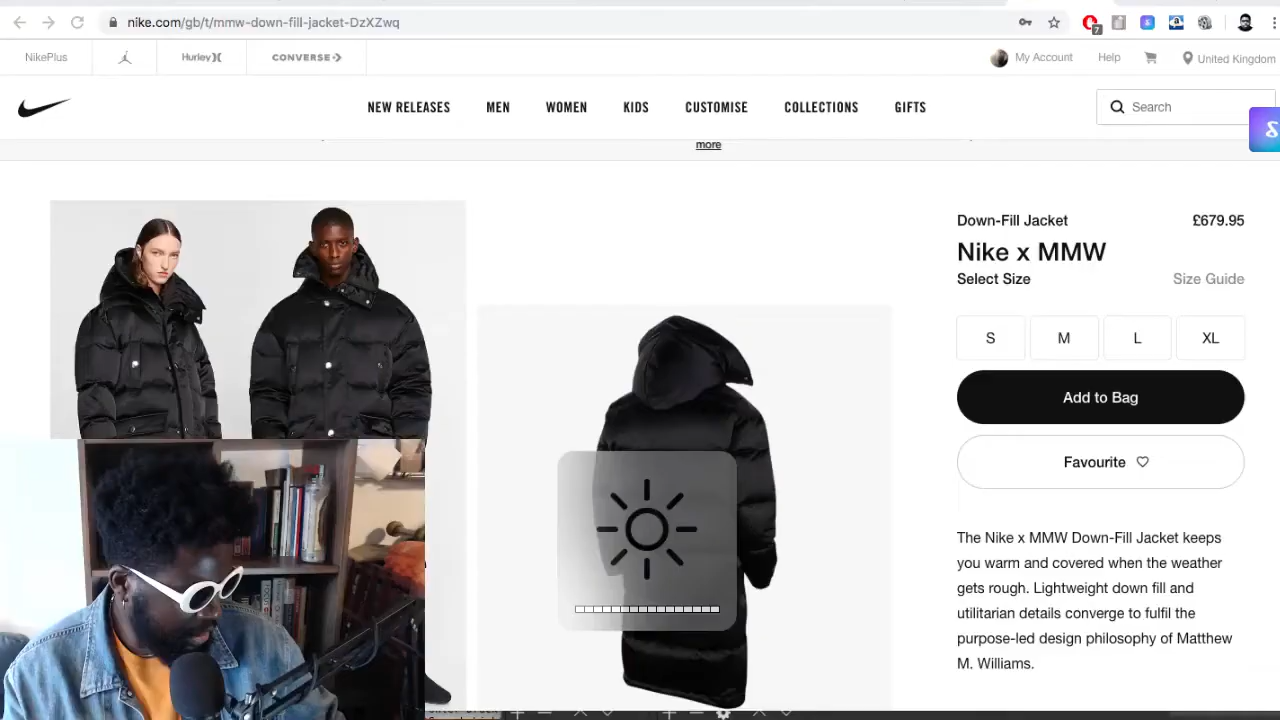 nike.com/gb/t/mmw-down-fill-jacket-DzXZwq
7
NikePlus
Hurley
CONVERSE
My Account
Help
United Kingdom
NEW RELEASES
MEN
WOMEN
KIDS
CUSTOMISE
COLLECTIONS
GIFTS
Search
more
Down-Fill Jacket
£679.95
Nike x MMW
Select Size
Size Guide
S
M
L
XL
Add to Bag
Favourite
The Nike x MMW Down-Fill Jacket keeps
you warm and covered when the weather
gets rough. Lightweight down fill and
utilitarian details converge to fulfil the
purpose-led design philosophy of Matthew
M. Williams.